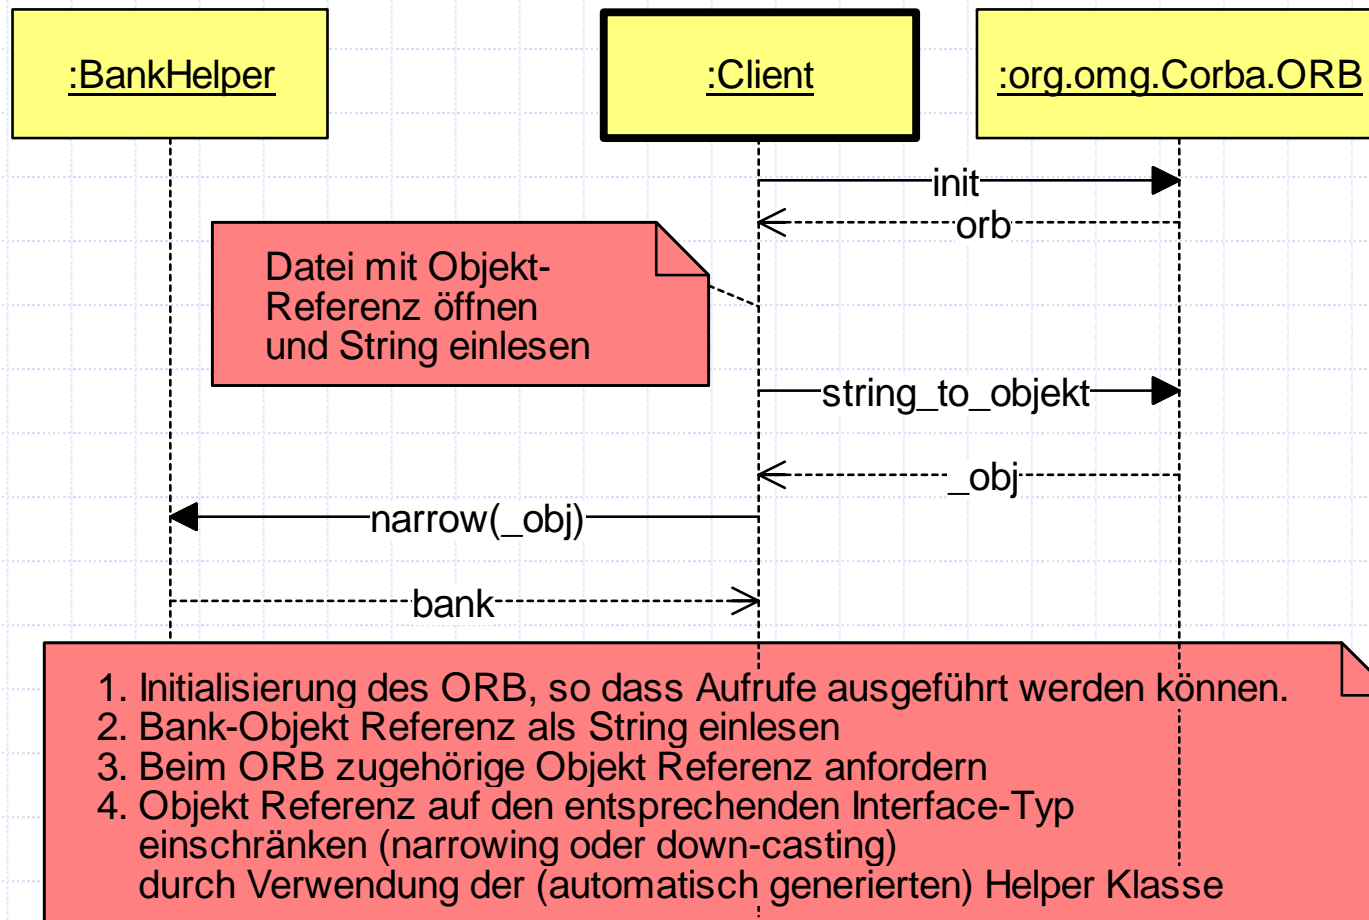 :BankHelper
:Client
:org.omg.Corba.ORB
init
orb
Datei mit Objekt-
Referenz öffnen
und String einlesen
string_to_objekt
_obj
narrow(_obj)
bank
1. Initialisierung des ORB, so dass Aufrufe ausgeführt werden können.
2. Bank-Objekt Referenz als String einlesen
3. Beim ORB zugehörige Objekt Referenz anfordern
4. Objekt Referenz auf den entsprechenden Interface-Typ
einschränken (narrowing oder down-casting)
durch Verwendung der (automatisch generierten) Helper Klasse